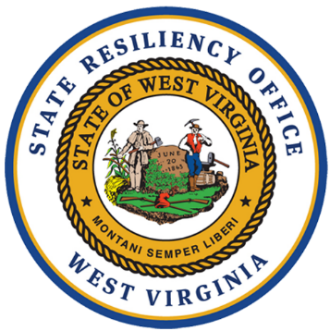 STATE RESILIENCY OFFICE
STATE OF WEST VIRGINIA
JUNE
20
1863
MONTANI SEMPER LIBERI
WEST VIRGINIA